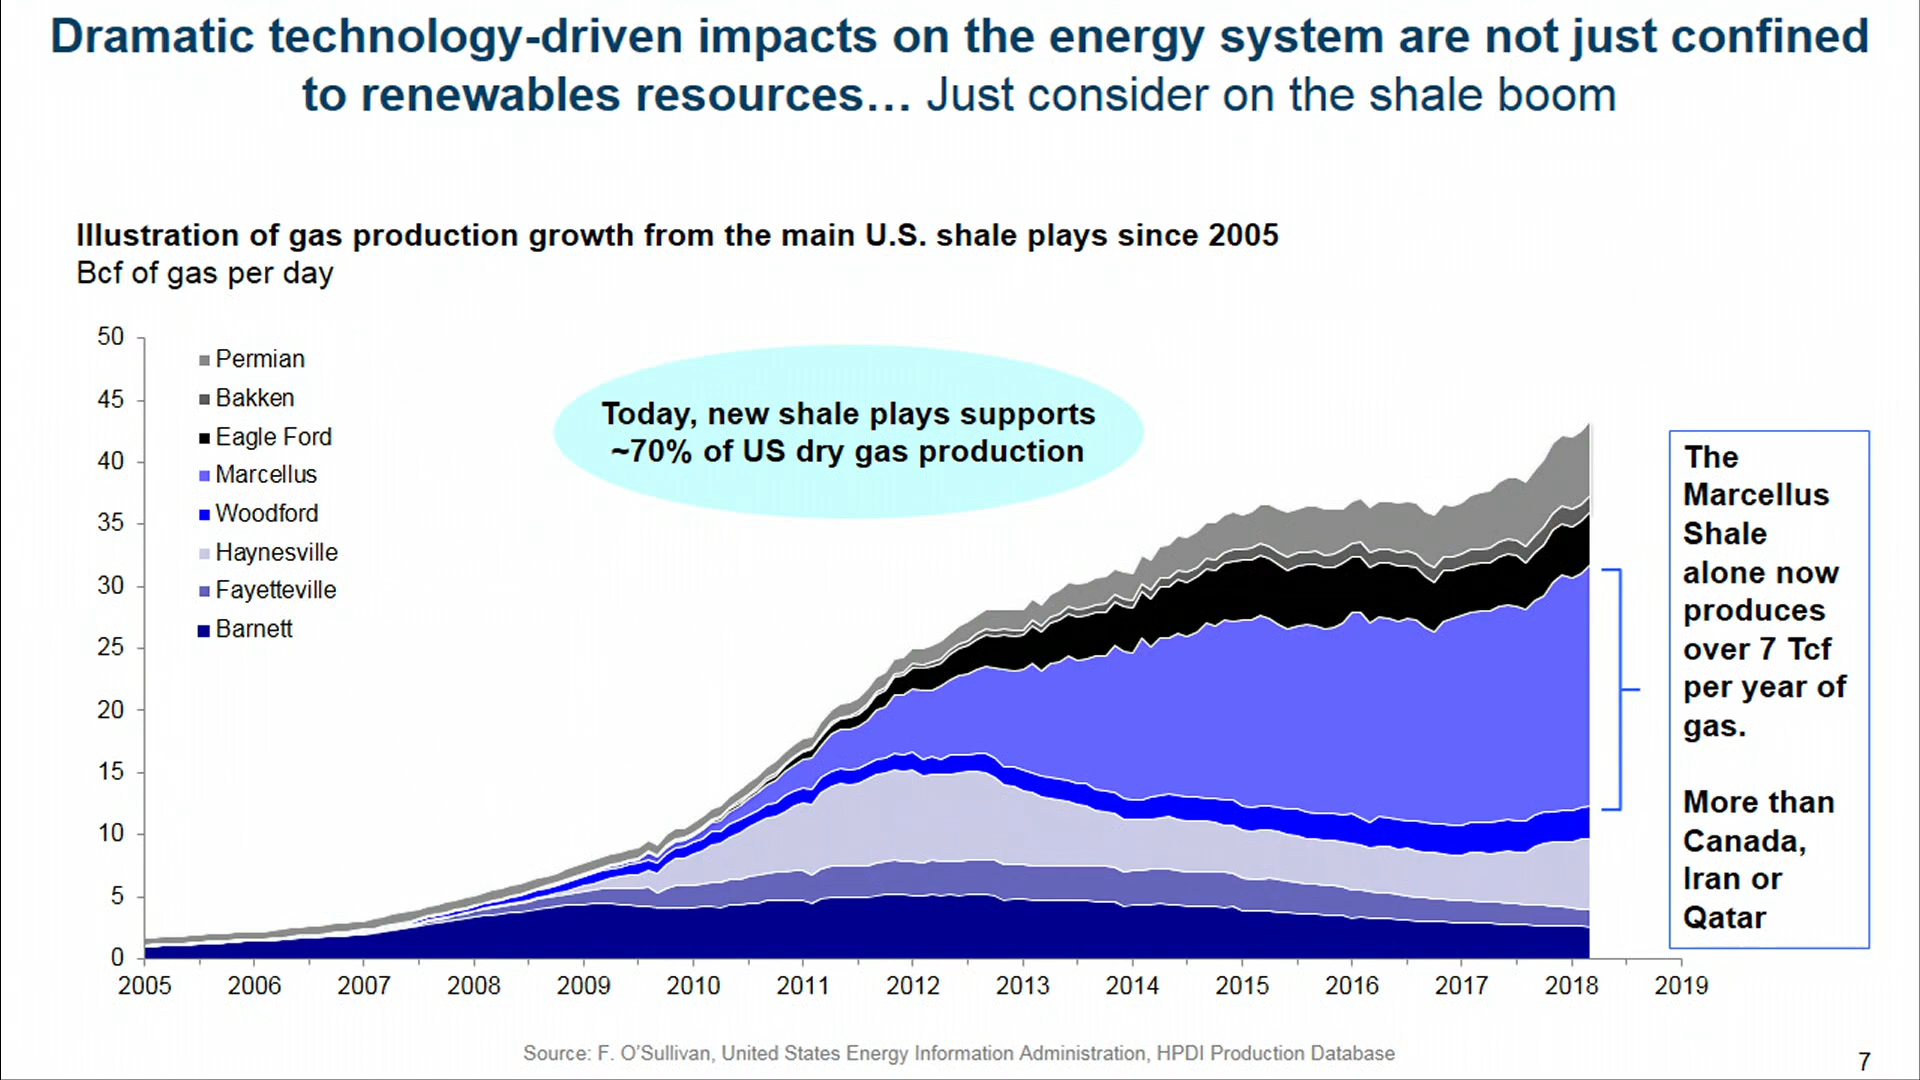 Dramatic technology-driven impacts on the energy system are not just confined
to renewables resources… Just consider on the shale boom
Illustration of gas production growth from the main U.S. shale plays since 2005
Bcf of gas per day
50
45
40
35
30
25
20
15
10
5
0
Permian
Bakken
Eagle Ford
Marcellus
Woodford
Haynesville
Fayetteville
Barnett
Today, new shale plays supports
~70% of US dry gas production
The
Marcellus
Shale
alone now
produces
over 7 Tcf
per year of
gas.
More than
Canada,
Iran or
Qatar
2005 2006 2007 2008 2009 2010 2011 2012 2013 2014 2015 2016 2017 2018 2019
Source: F. O'Sullivan, United States Energy Information Administration, HPDI Production Database
7